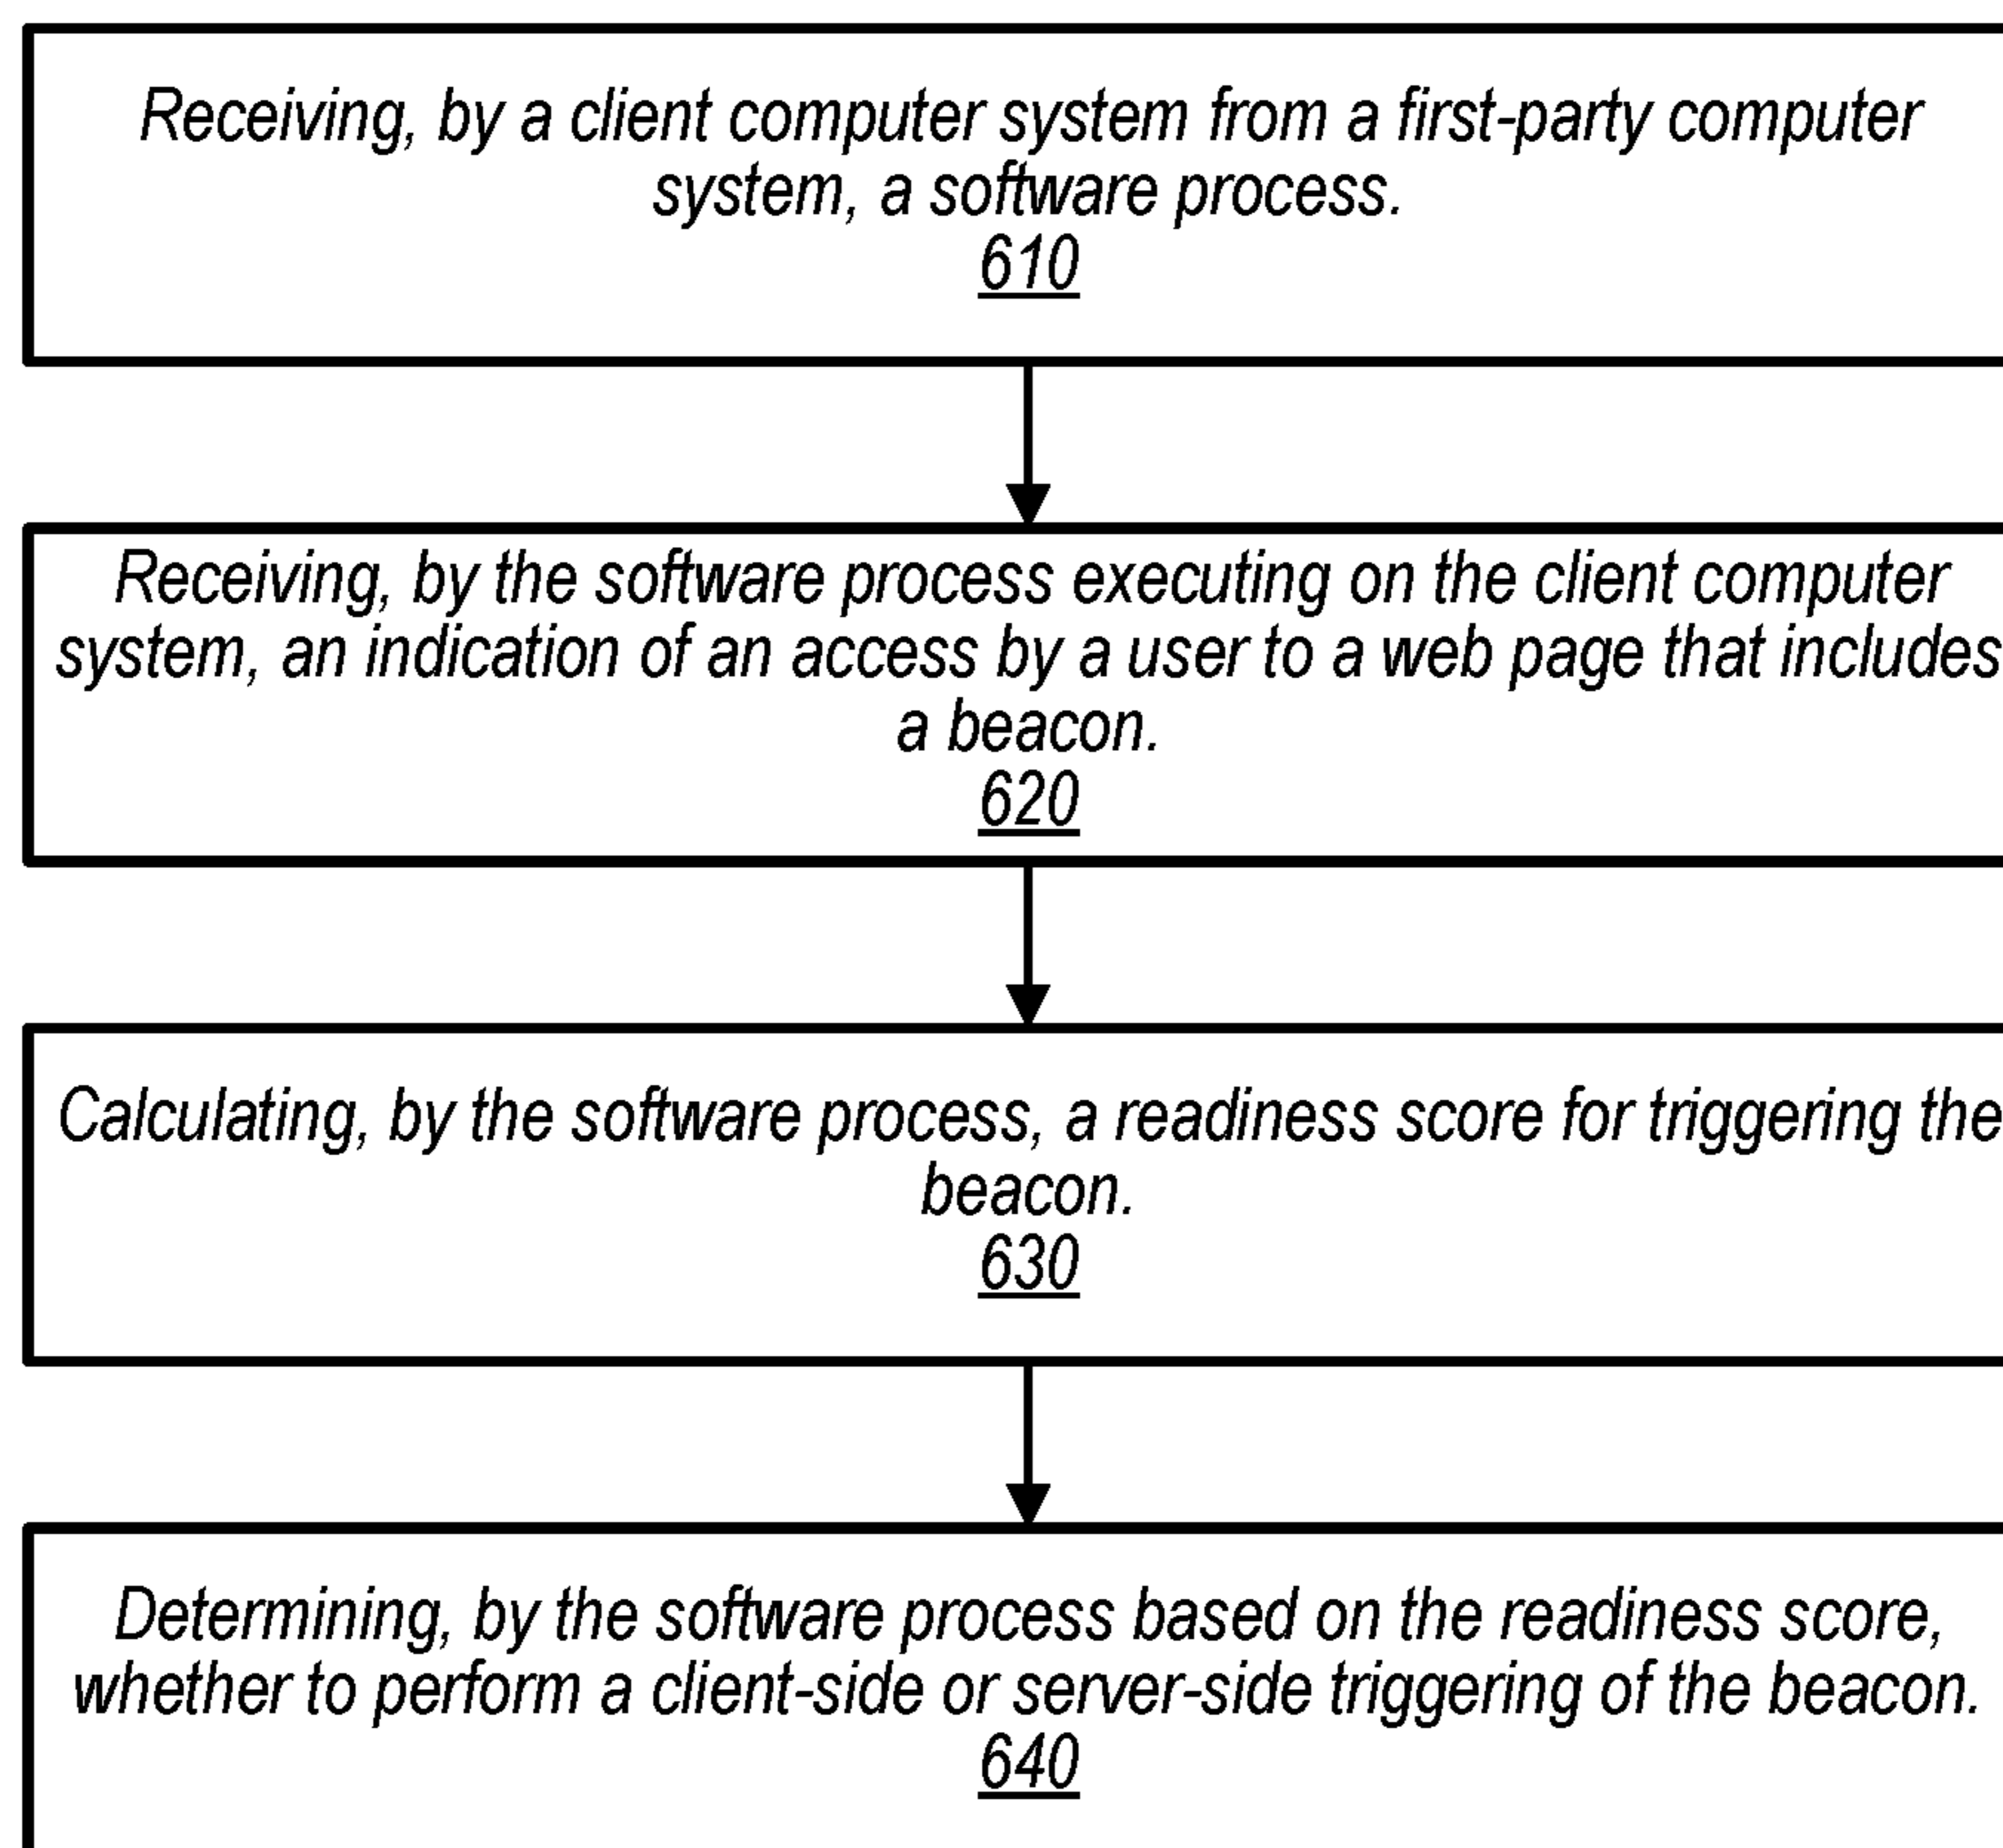 Receiving, by a client computer system from a first-party computer
system, a software process.
610
Receiving, by the software process executing on the client computer
system, an indication of an access by a user to a web page that includes
a beacon.
620
Calculating, by the software process, a readiness score for triggering the
beacon.
630
Determining, by the software process based on the readiness score,
whether to perform a client-side or server-side triggering of the beacon.
640